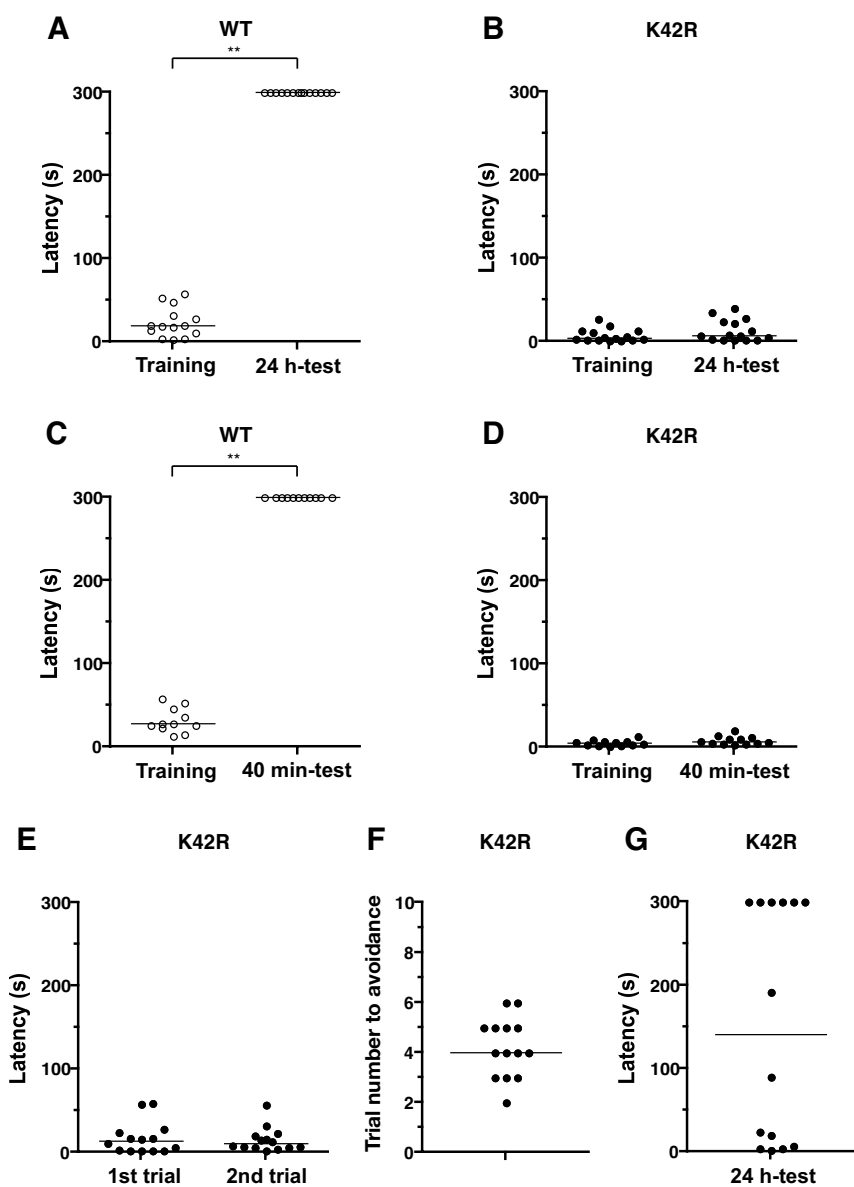 A
WT
**
300
200
100
0
Latency (s)
Training
24 h-test
B
K42R
300
200
100
0
Latency (s)
Training
24 h-test
C
WT
**
300
200
100
0
Latency (s)
Training
40 min-test
D
K42R
300
200
100
0
Latency (s)
Training
40 min-test
E
K42R
300
200
100
0
Latency (s)
1st trial
2nd trial
F
K42R
10
8
6
4
2
0
Trial number to avoidance
G
K42R
300
200
100
0
Latency (s)
24 h-test